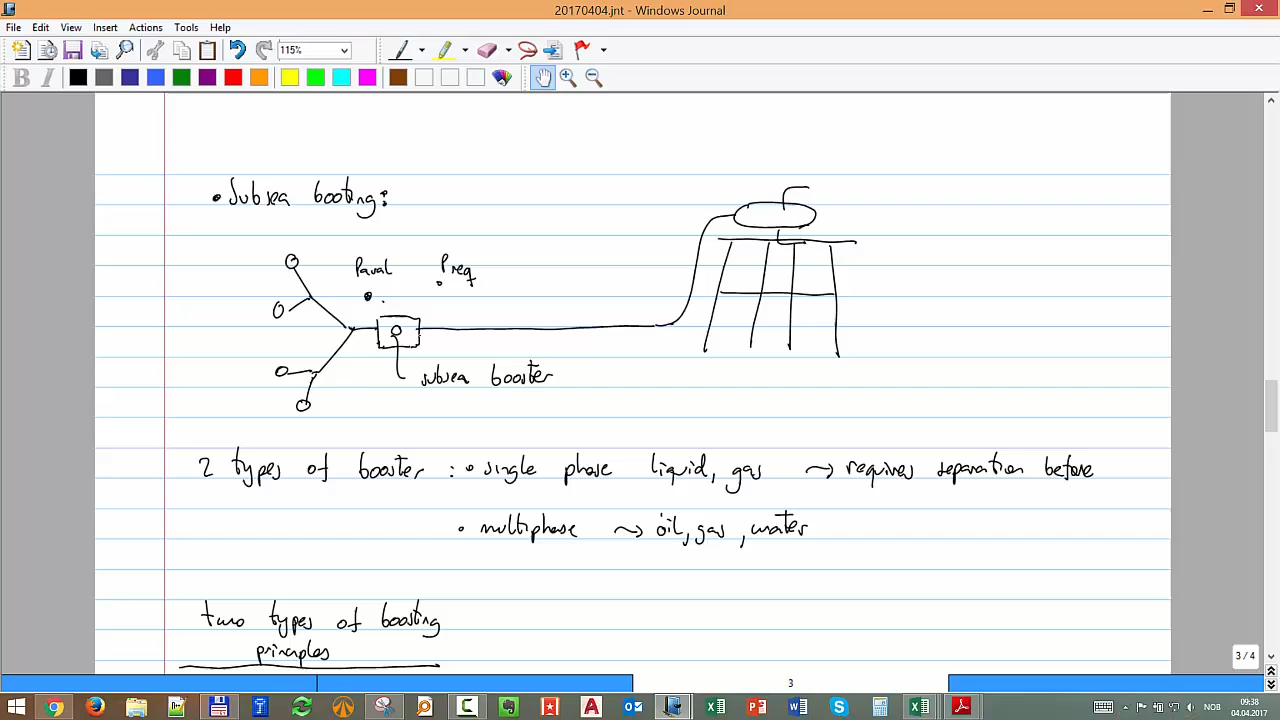 20170404.jnt - Windows Journal
File Edit View Insert Actions Tools Help
115%
• Subsea booting:
Paval Preq
subsea booster
2 types of booster : • single phase liquid, gas → requires separation before
• multiphase → oil, gas, water
two types of boosting
principles
3/4
3
NOB
09:38
04.04.2017